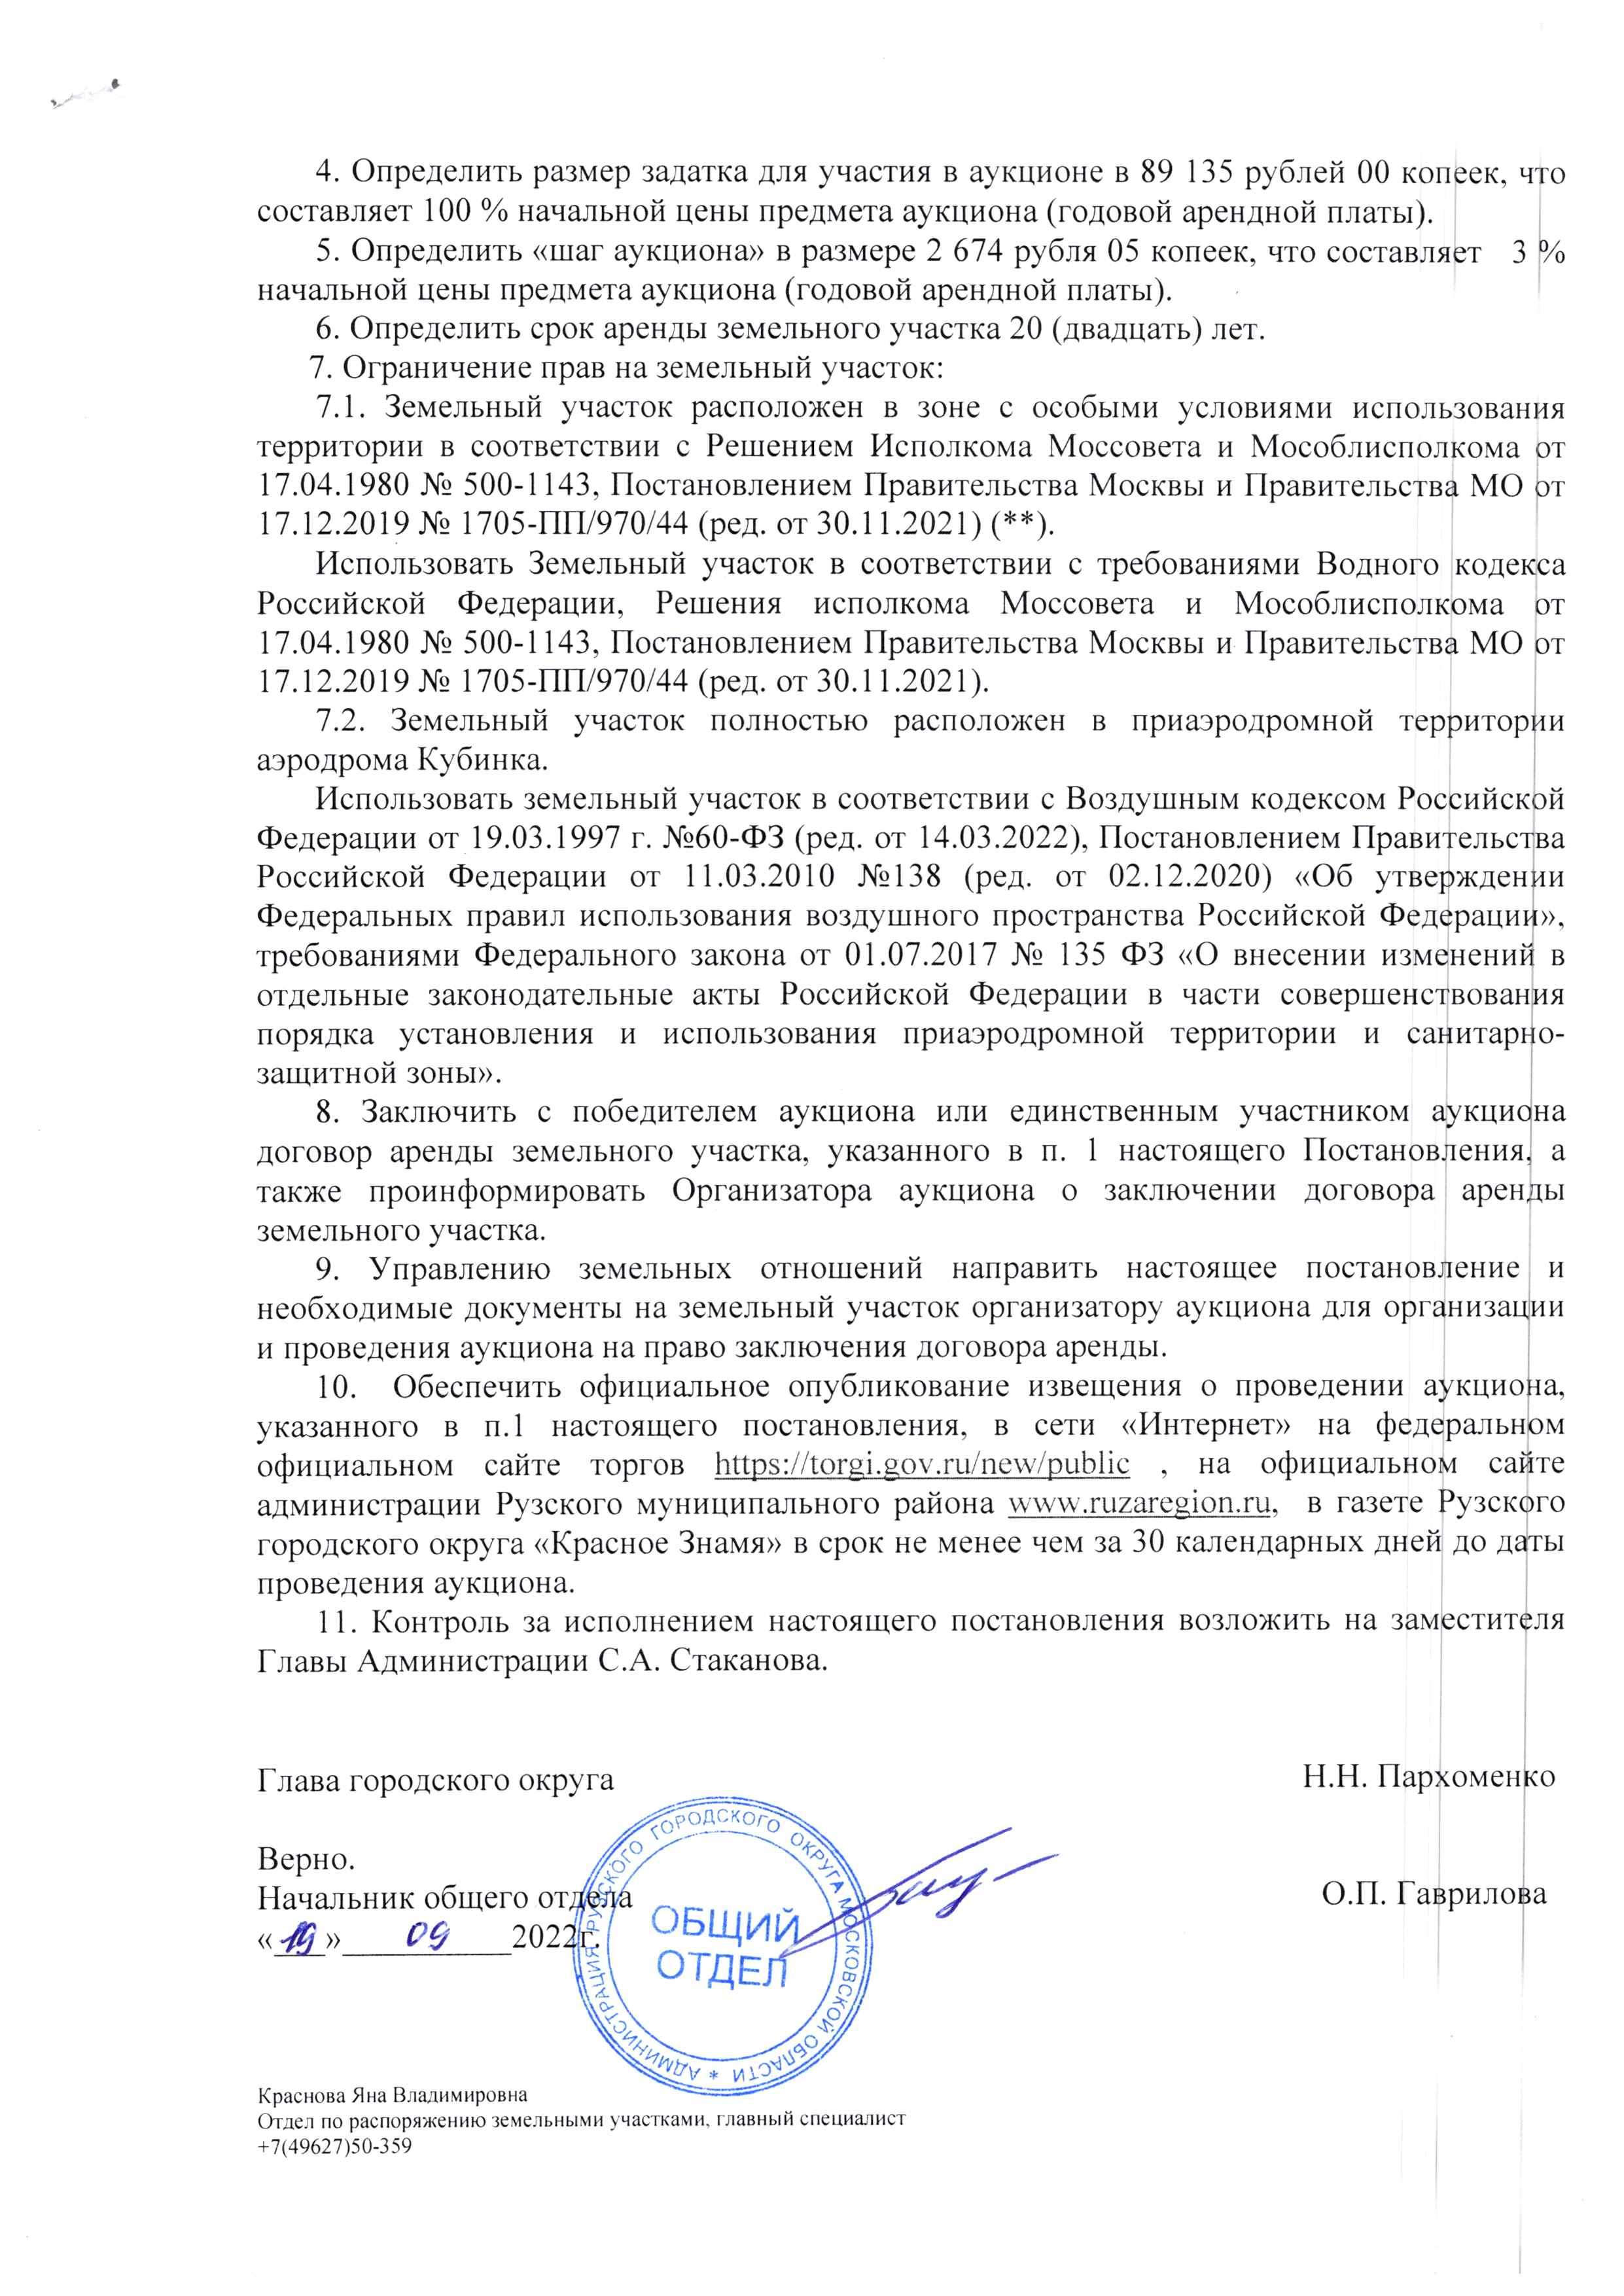 4. Определить размер задатка для участия в аукционе в 89 135 рублей 00 копеек, что
составляет 100 % начальной цены предмета аукциона (годовой арендной платы).
5. Определить «шаг аукциона» в размере 2 674 рубля 05 копеек, что составляет 3 %
начальной цены предмета аукциона (годовой арендной платы).
6. Определить срок аренды земельного участка 20 (двадцать) лет.
7. Ограничение прав на земельный участок:
7.1. Земельный участок расположен в зоне с особыми условиями использования
территории в соответствии с Решением Исполкома Моссовета и Мособлисполкома от
17.04.1980 № 500-1143, Постановлением Правительства Москвы и Правительства МО от
17.12.2019 № 1705-ПП/970/44 (ред. от 30.11.2021) (**).
Использовать Земельный участок в соответствии с требованиями Водного кодекса
Российской Федерации, Решения исполкома Моссовета и Мособлисполкома от
17.04.1980 № 500-1143, Постановлением Правительства Москвы и Правительства МО от
17.12.2019 № 1705-ПП/970/44 (ред. от 30.11.2021).
7.2. Земельный участок полностью расположен в приаэродромной территории
аэродрома Кубинка.
Использовать земельный участок в соответствии с Воздушным кодексом Российской
Федерации от 19.03.1997 г. №60-ФЗ (ред. от 14.03.2022), Постановлением Правительства
Российской Федерации от 11.03.2010 №138 (ред. от 02.12.2020) «Об утверждении
Федеральных правил использования воздушного пространства Российской Федерации»,
требованиями Федерального закона от 01.07.2017 № 135 ФЗ «О внесении изменений в
отдельные законодательные акты Российской Федерации в части совершенствования
порядка установления и использования приаэродромной территории и санитарно-
защитной зоны».
8. Заключить с победителем аукциона или единственным участником аукциона
договор аренды земельного участка, указанного в п. 1 настоящего Постановления, а
также проинформировать Организатора аукциона о заключении договора аренды
земельного участка.
9. Управлению земельных отношений направить настоящее постановление и
необходимые документы на земельный участок организатору аукциона для организации
и проведения аукциона на право заключения договора аренды.
10. Обеспечить официальное опубликование извещения о проведении аукциона,
указанного в п.1 настоящего постановления, в сети «Интернет» на федеральном
официальном сайте торгов https://torgi.gov.ru/new/public , на официальном сайте
администрации Рузского муниципального района www.ruzaregion.ru, в газете Рузского
городского округа «Красное Знамя» в срок не менее чем за 30 календарных дней до даты
проведения аукциона.
11. Контроль за исполнением настоящего постановления возложить на заместителя
Главы Администрации С.А. Стаканова.
Глава городского округа Н.Н. Пархоменко
Верно.
Начальник общего отдела О.П. Гаврилова
«19» 09 2022г.
АДМИНИСТРАЦИЯ РУЗСКОГО ГОРОДСКОГО ОКРУГА МОСКОВСКОЙ ОБЛАСТИ *
ОБЩИЙ
ОТДЕЛ
Краснова Яна Владимировна
Отдел по распоряжению земельными участками, главный специалист
+7(49627)50-359